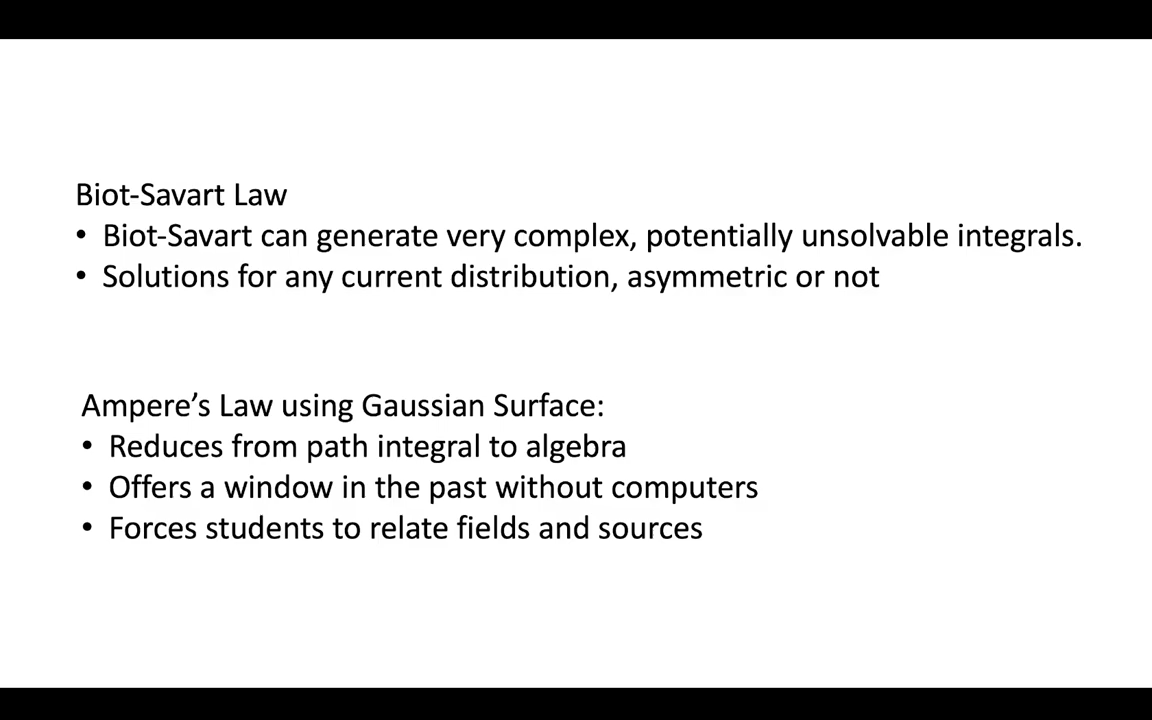 Biot-Savart Law
• Biot-Savart can generate very complex, potentially unsolvable integrals.
• Solutions for any current distribution, asymmetric or not
Ampere’s Law using Gaussian Surface:
• Reduces from path integral to algebra
• Offers a window in the past without computers
• Forces students to relate fields and sources